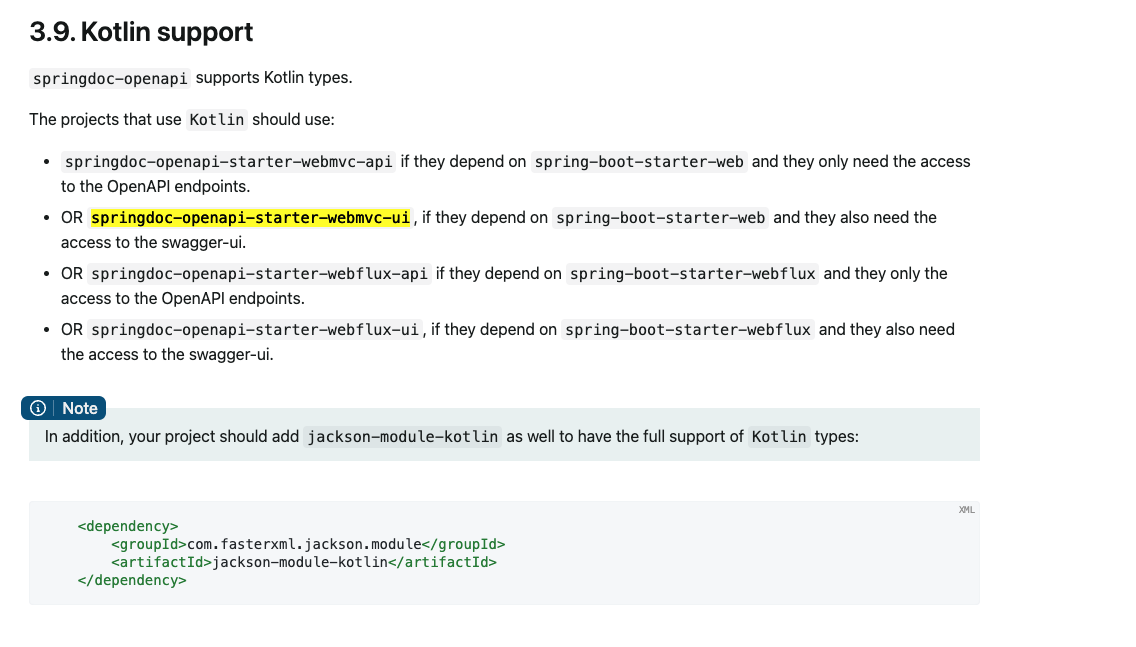 3.9. Kotlin support
springdoc-openapi supports Kotlin types.
The projects that use Kotlin should use:
• springdoc-openapi-starter-webmvc-api if they depend on spring-boot-starter-web and they only need the access
to the OpenAPI endpoints.
• OR springdoc-openapi-starter-webmvc-ui, if they depend on spring-boot-starter-web and they also need the
access to the swagger-ui.
• OR springdoc-openapi-starter-webflux-api if they depend on spring-boot-starter-webflux and they only the
access to the OpenAPI endpoints.
• OR springdoc-openapi-starter-webflux-ui, if they depend on spring-boot-starter-webflux and they also need
the access to the swagger-ui.
Note
In addition, your project should add jackson-module-kotlin as well to have the full support of Kotlin types:
XML
<dependency>
    <groupId>com.fasterxml.jackson.module</groupId>
    <artifactId>jackson-module-kotlin</artifactId>
</dependency>